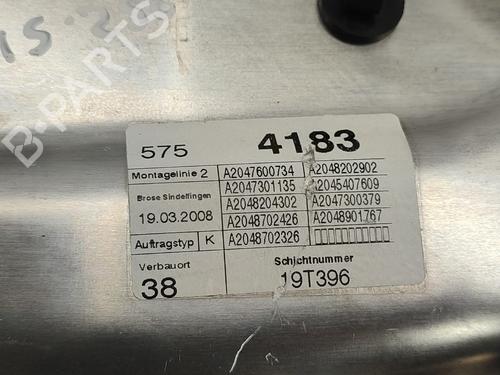 B-PARTS
575 4183
Montagelinie 2 A2047600734 A2048202902
Brose Sindelfingen A2047301135 A2045407609
19.03.2008 A2048204302 A2047300379
A2048702426 A2048901767
Auftragstyp K A2048702326
Verbauort Schichtnummer
38 19T396